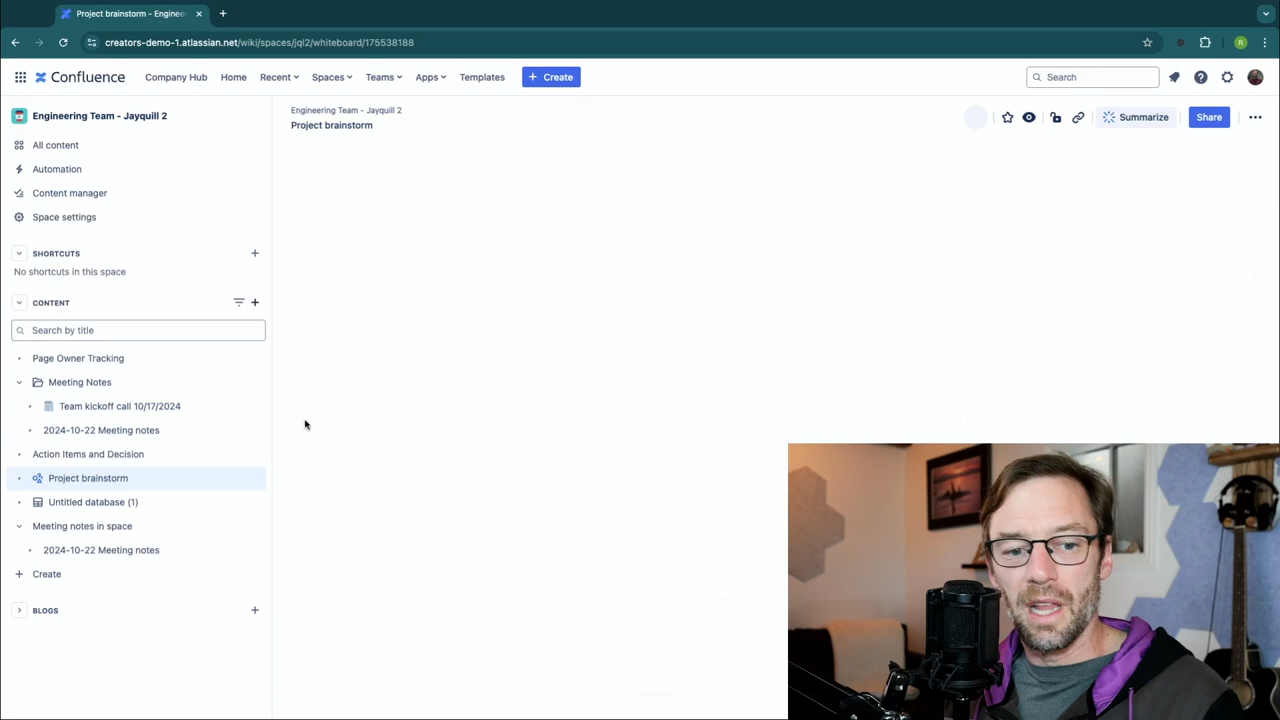 Project brainstorm - Enginee
creators-demo-1.atlassian.net/wiki/spaces/jql2/whiteboard/175538188
R
Confluence
Company Hub
Home
Recent
Spaces
Teams
Apps
Templates
+ Create
Search
Engineering Team - Jayquill 2
All content
Automation
Content manager
Space settings
SHORTCUTS
No shortcuts in this space
CONTENT
Search by title
Page Owner Tracking
Meeting Notes
Team kickoff call 10/17/2024
2024-10-22 Meeting notes
Action Items and Decision
Project brainstorm
Untitled database (1)
Meeting notes in space
2024-10-22 Meeting notes
Create
BLOGS
Engineering Team - Jayquill 2
Project brainstorm
Summarize
Share